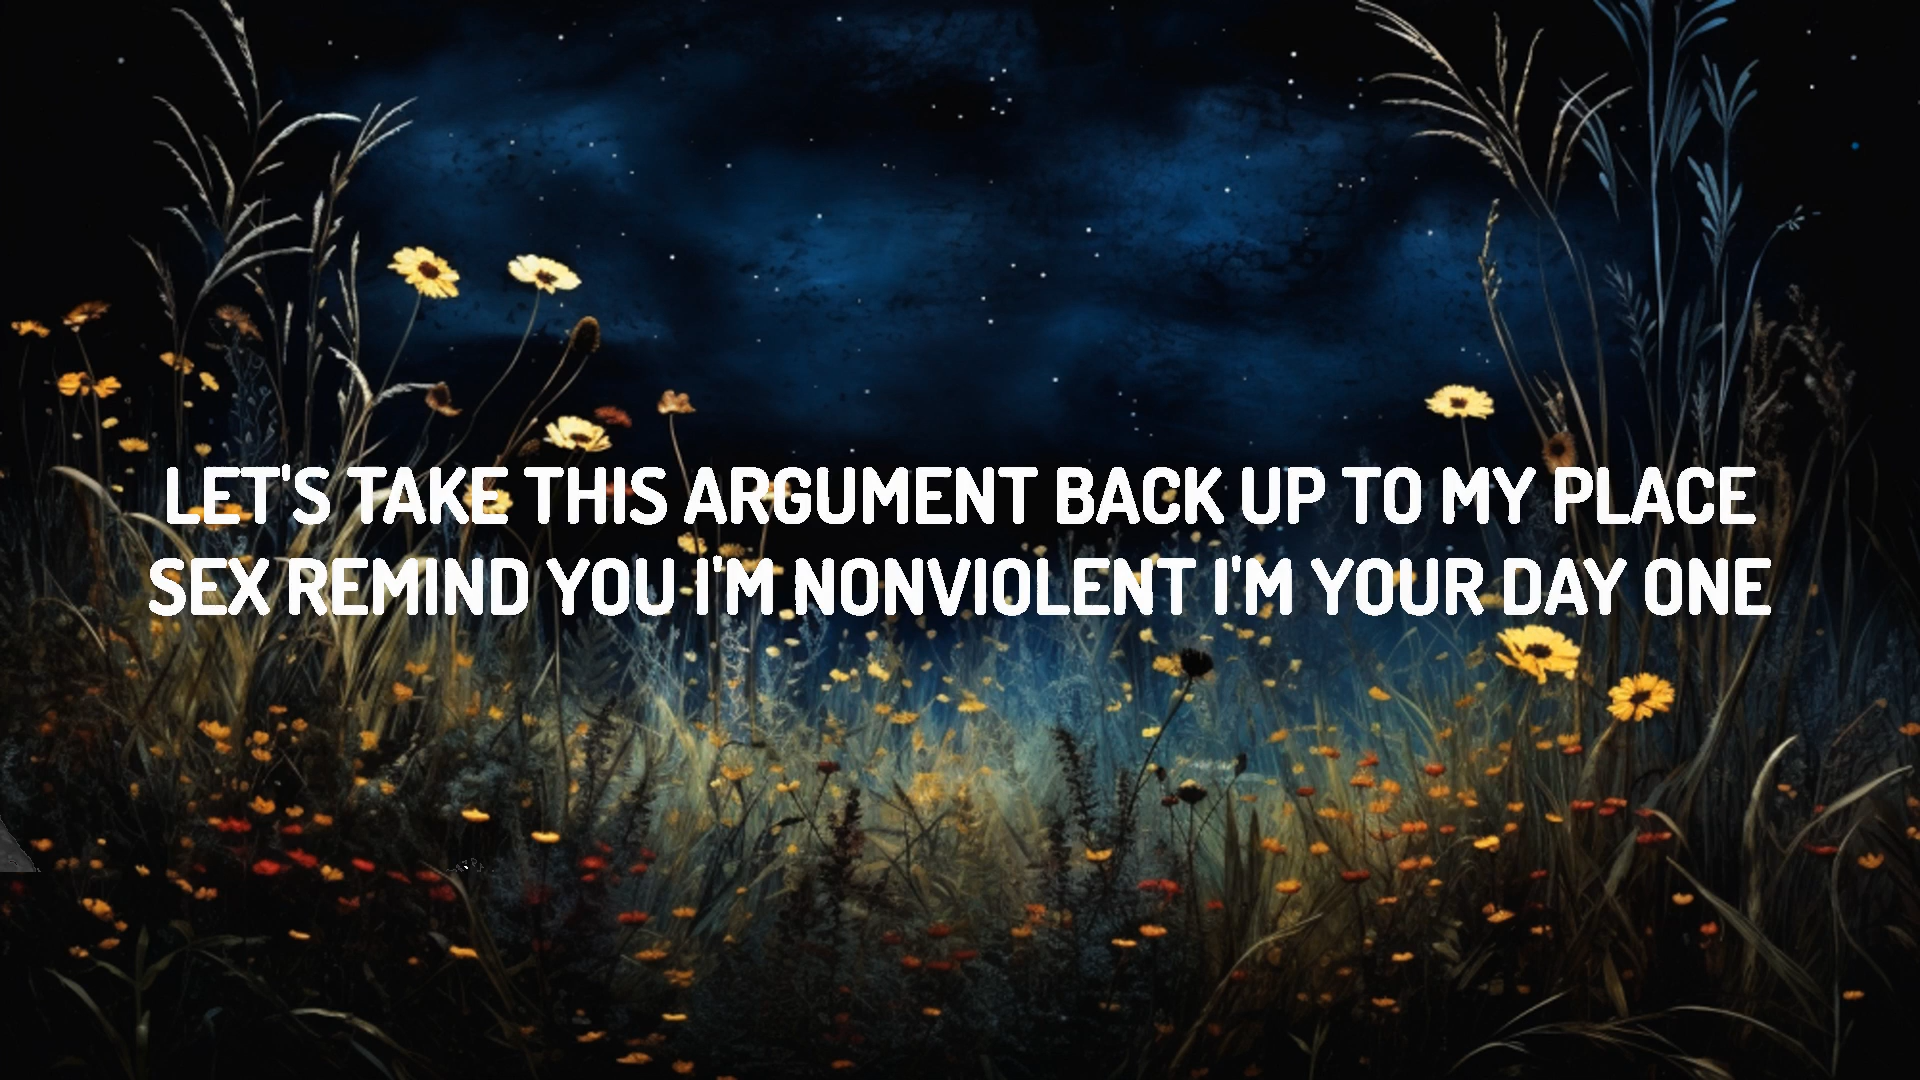 LET'S TAKE THIS ARGUMENT BACK UP TO MY PLACE
SEX REMIND YOU I'M NONVIOLENT I'M YOUR DAY ONE